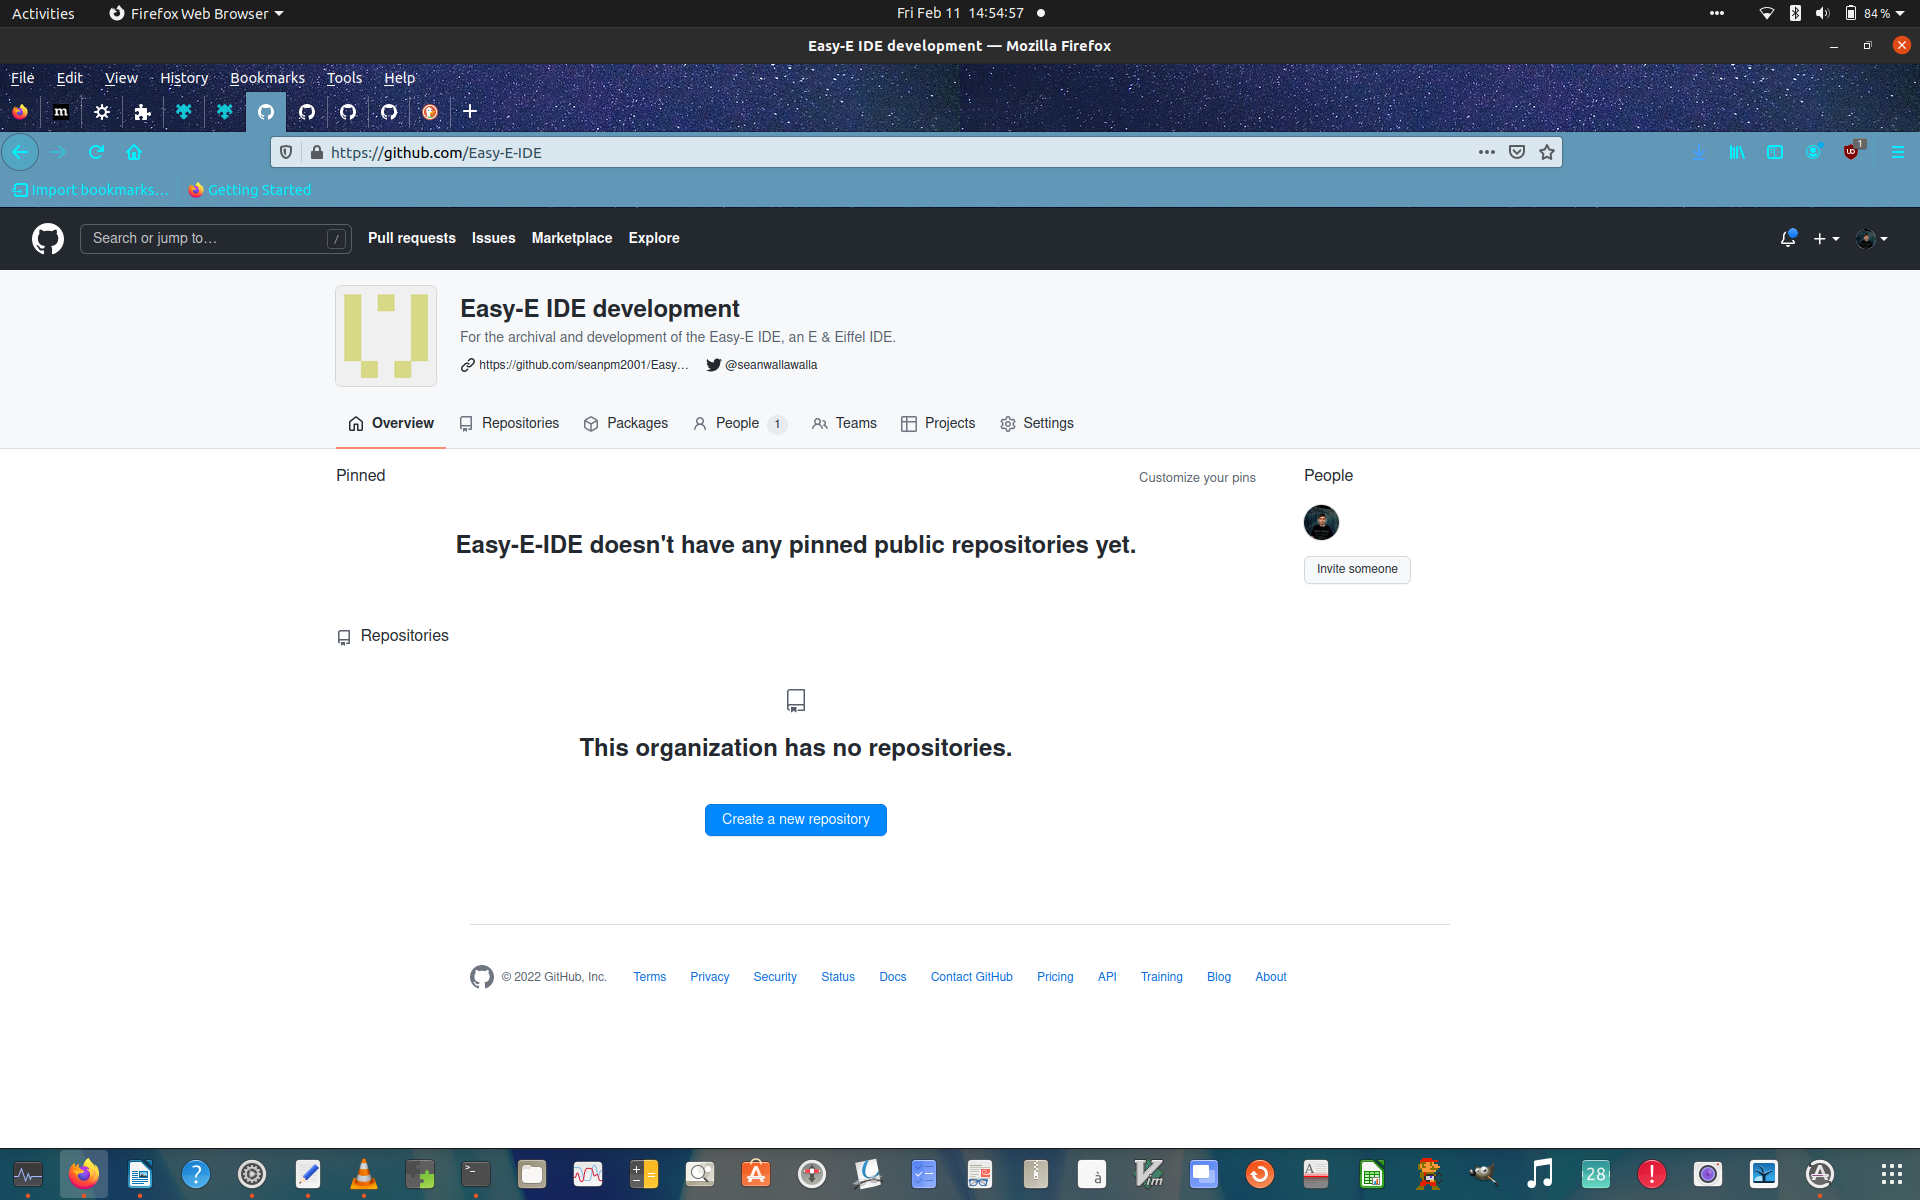 Activities Firefox Web Browser Fri Feb 11 14:54:57 84 %
Easy-E IDE development — Mozilla Firefox
File Edit View History Bookmarks Tools Help
m
https://github.com/Easy-E-IDE 1
Import bookmarks… Getting Started
Search or jump to… / Pull requests Issues Marketplace Explore
Easy-E IDE development
For the archival and development of the Easy-E IDE, an E & Eiffel IDE.
https://github.com/seanpm2001/Easy… @seanwallawalla
Overview Repositories Packages People 1 Teams Projects Settings
Pinned Customize your pins People
Easy-E-IDE doesn't have any pinned public repositories yet.
Invite someone
Repositories
This organization has no repositories.
Create a new repository
© 2022 GitHub, Inc. Terms Privacy Security Status Docs Contact GitHub Pricing API Training Blog About
? >_ A à Vim A 28 !